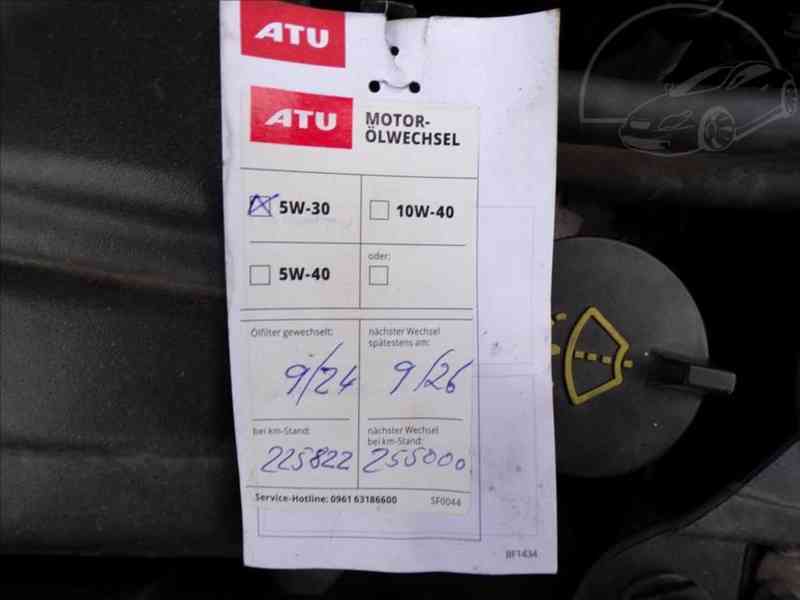 ATU
ATU
MOTOR-
ÖLWECHSEL
5W-30
10W-40
5W-40
oder:
Ölfilter gewechselt:
nächster Wechsel
spätestens am:
9/24
9/26
bei km-Stand:
nächster Wechsel
bei km-Stand:
225822
255000
Service-Hotline: 0961 63186600
SF0044
BF1434